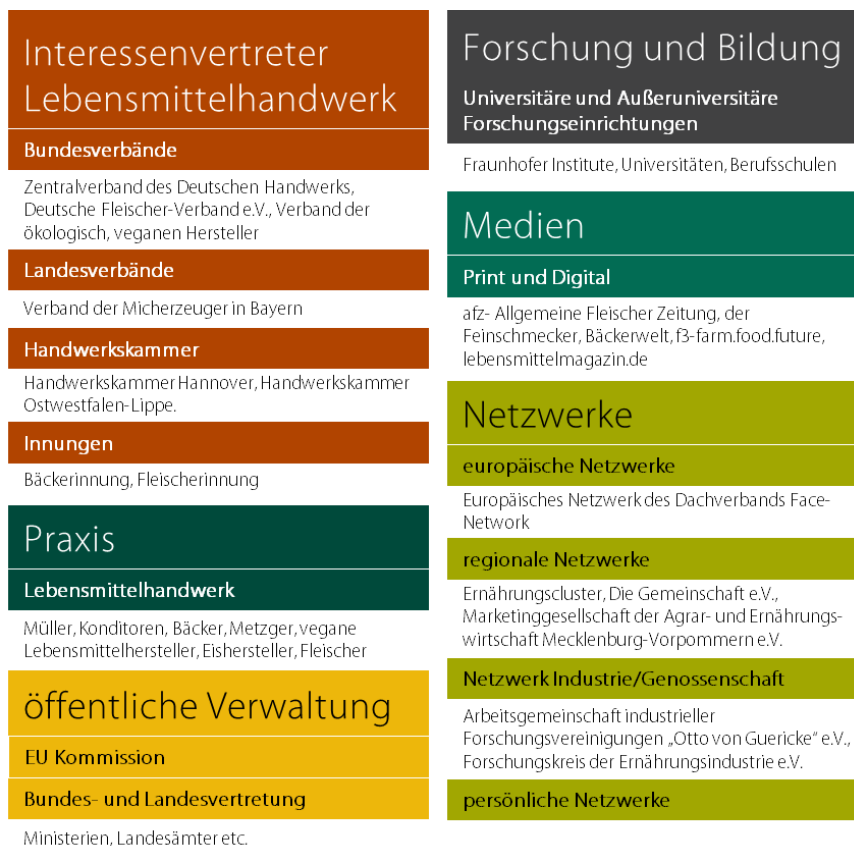 Interessenvertreter
Lebensmittelhandwerk
Bundesverbände
Zentralverband des Deutschen Handwerks,
Deutsche Fleischer-Verband e.V., Verband der
ökologisch, veganen Hersteller
Landesverbände
Verband der Micherzeuger in Bayern
Handwerkskammer
Handwerkskammer Hannover, Handwerkskammer
Ostwestfalen-Lippe.
Innungen
Bäckerinnung, Fleischerinnung
Praxis
Lebensmittelhandwerk
Müller, Konditoren, Bäcker, Metzger, vegane
Lebensmittelhersteller, Eishersteller, Fleischer
öffentliche Verwaltung
EU Kommission
Bundes- und Landesvertretung
Ministerien, Landesämter etc.
Forschung und Bildung
Universitäre und Außeruniversitäre
Forschungseinrichtungen
Fraunhofer Institute, Universitäten, Berufsschulen
Medien
Print und Digital
afz- Allgemeine Fleischer Zeitung, der
Feinschmecker, Bäckerwelt, f3-farm.food.future,
lebensmittelmagazin.de
Netzwerke
europäische Netzwerke
Europäisches Netzwerk des Dachverbands Face-
Network
regionale Netzwerke
Ernährungscluster, Die Gemeinschaft e.V.,
Marketinggesellschaft der Agrar- und Ernährungs-
wirtschaft Mecklenburg-Vorpommern e.V.
Netzwerk Industrie/Genossenschaft
Arbeitsgemeinschaft industrieller
Forschungsvereinigungen „Otto von Guericke“ e.V.,
Forschungskreis der Ernährungsindustrie e.V.
persönliche Netzwerke